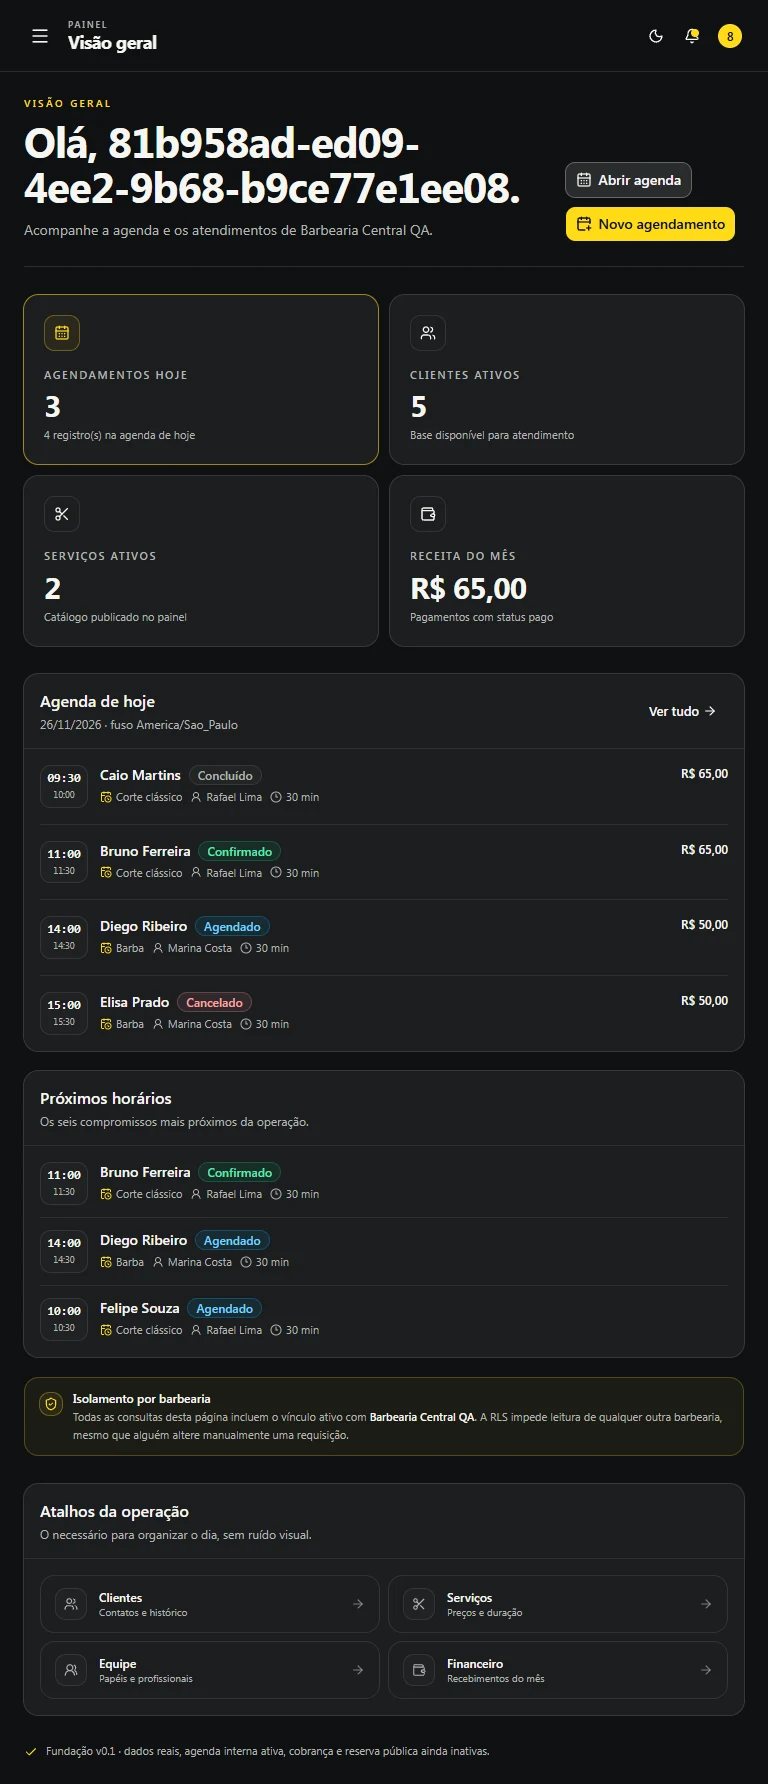 PAINEL
Visão geral
8
VISÃO GERAL
Olá, 81b958ad-ed09-
4ee2-9b68-b9ce77e1ee08.
Acompanhe a agenda e os atendimentos de Barbearia Central QA.
Abrir agenda
Novo agendamento
AGENDAMENTOS HOJE
3
4 registro(s) na agenda de hoje
CLIENTES ATIVOS
5
Base disponível para atendimento
SERVIÇOS ATIVOS
2
Catálogo publicado no painel
RECEITA DO MÊS
R$ 65,00
Pagamentos com status pago
Agenda de hoje
26/11/2026 · fuso America/Sao_Paulo
Ver tudo
09:30
10:00
Caio Martins Concluído
Corte clássico Rafael Lima 30 min
R$ 65,00
11:00
11:30
Bruno Ferreira Confirmado
Corte clássico Rafael Lima 30 min
R$ 65,00
14:00
14:30
Diego Ribeiro Agendado
Barba Marina Costa 30 min
R$ 50,00
15:00
15:30
Elisa Prado Cancelado
Barba Marina Costa 30 min
R$ 50,00
Próximos horários
Os seis compromissos mais próximos da operação.
11:00
11:30
Bruno Ferreira Confirmado
Corte clássico Rafael Lima 30 min
14:00
14:30
Diego Ribeiro Agendado
Barba Marina Costa 30 min
10:00
10:30
Felipe Souza Agendado
Corte clássico Rafael Lima 30 min
Isolamento por barbearia
Todas as consultas desta página incluem o vínculo ativo com Barbearia Central QA. A RLS impede leitura de qualquer outra barbearia,
mesmo que alguém altere manualmente uma requisição.
Atalhos da operação
O necessário para organizar o dia, sem ruído visual.
Clientes
Contatos e histórico
Serviços
Preços e duração
Equipe
Papéis e profissionais
Financeiro
Recebimentos do mês
Fundação v0.1 · dados reais, agenda interna ativa, cobrança e reserva pública ainda inativas.